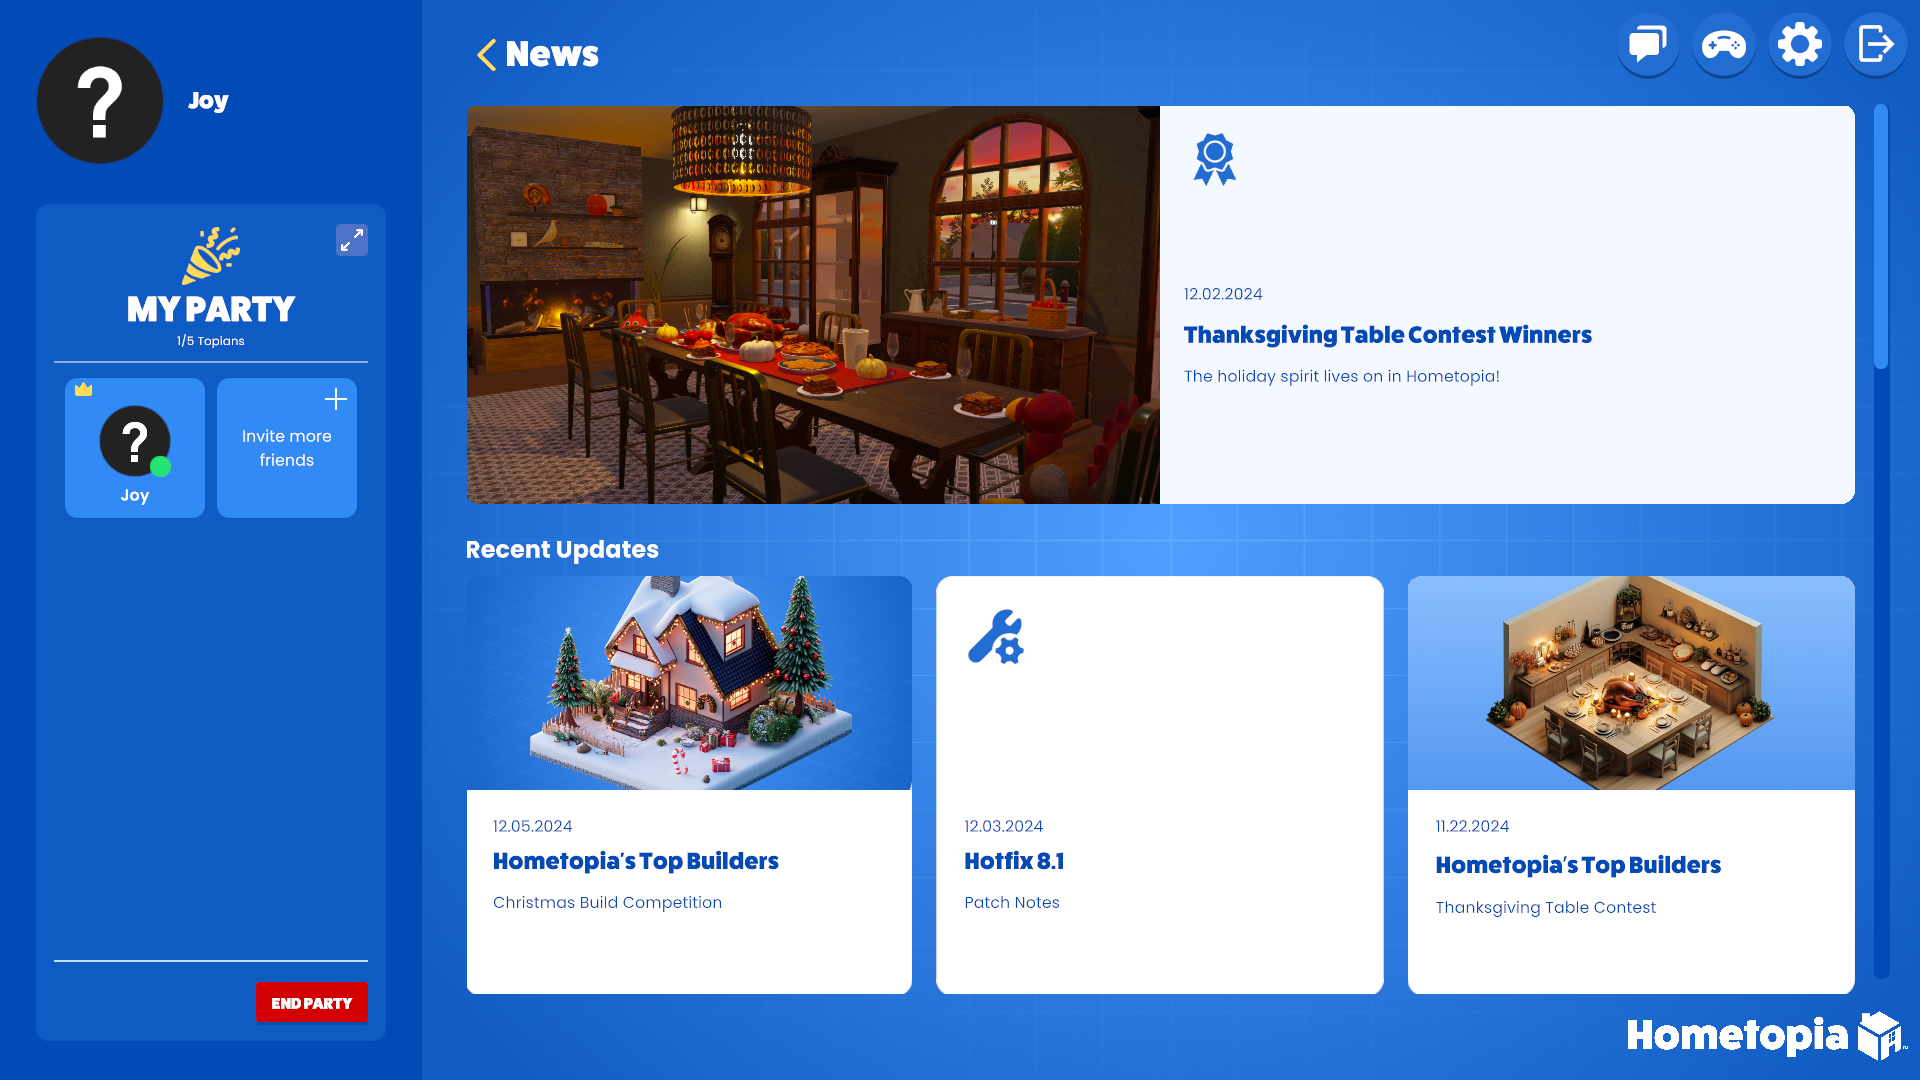 Joy
MY PARTY
1/5 Topians
Joy
Invite more
friends
END PARTY
News
12.02.2024
Thanksgiving Table Contest Winners
The holiday spirit lives on in Hometopia!
Recent Updates
12.05.2024
Hometopia's Top Builders
Christmas Build Competition
12.03.2024
Hotfix 8.1
Patch Notes
11.22.2024
Hometopia's Top Builders
Thanksgiving Table Contest
Hometopia